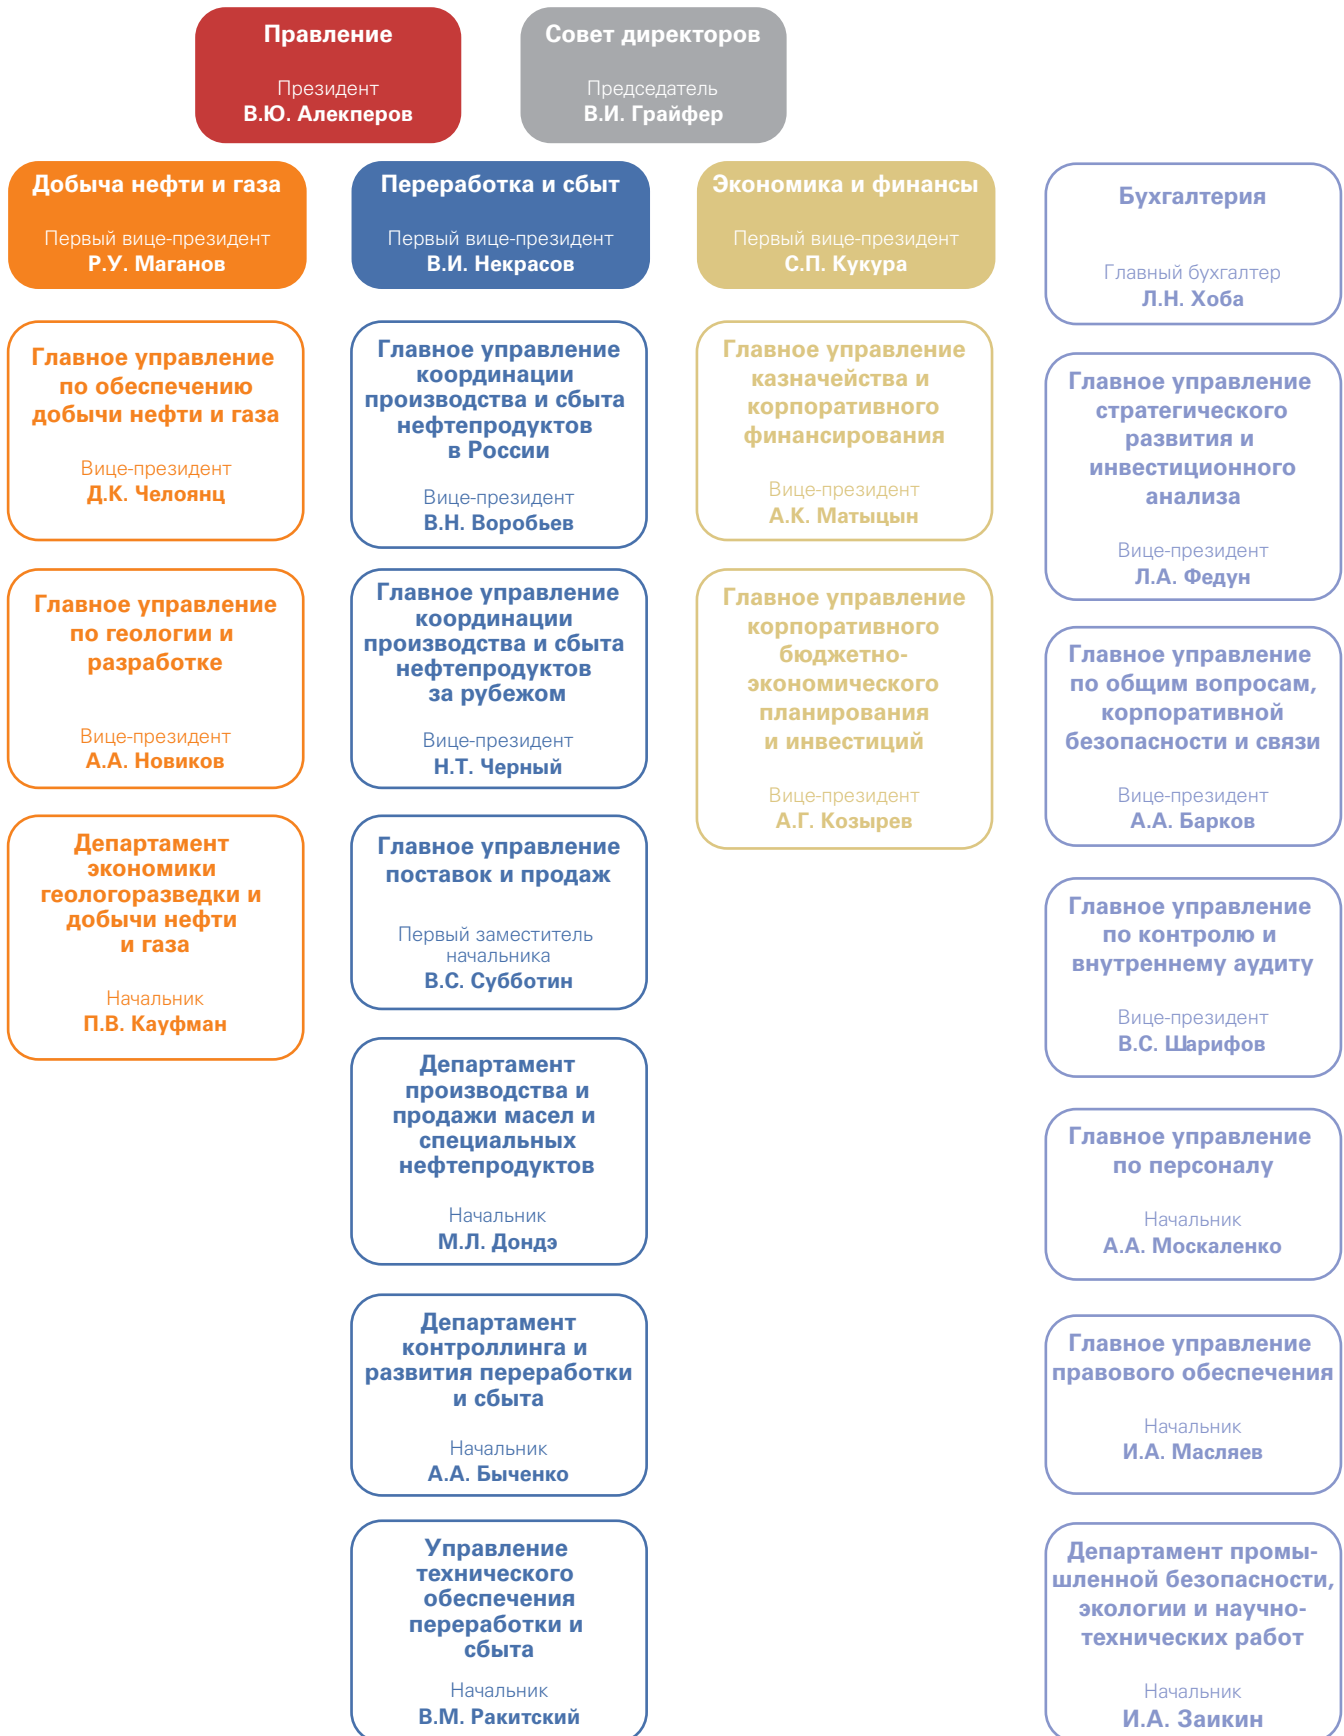 Правление
Президент
В.Ю. Алекперов
Совет директоров
Председатель
В.И. Грайфер
Добыча нефти и газа
Первый вице-президент
Р.У. Маганов
Главное управление
по обеспечению
добычи нефти и газа
Вице-президент
Д.К. Челоянц
Главное управление
по геологии и
разработке
Вице-президент
А.А. Новиков
Департамент
экономики
геологоразведки и
добычи нефти
и газа
Начальник
П.В. Кауфман
Переработка и сбыт
Первый вице-президент
В.И. Некрасов
Главное управление
координации
производства и сбыта
нефтепродуктов
в России
Вице-президент
В.Н. Воробьев
Главное управление
координации
производства и сбыта
нефтепродуктов
за рубежом
Вице-президент
Н.Т. Черный
Главное управление
поставок и продаж
Первый заместитель
начальника
В.С. Субботин
Департамент
производства и
продажи масел и
специальных
нефтепродуктов
Начальник
М.Л. Дондэ
Департамент
контроллинга и
развития переработки
и сбыта
Начальник
А.А. Быченко
Управление
технического
обеспечения
переработки и
сбыта
Начальник
В.М. Ракитский
Экономика и финансы
Первый вице-президент
С.П. Кукура
Главное управление
казначейства и
корпоративного
финансирования
Вице-президент
А.К. Матыцын
Главное управление
корпоративного
бюджетно-
экономического
планирования
и инвестиций
Вице-президент
А.Г. Козырев
Бухгалтерия
Главный бухгалтер
Л.Н. Хоба
Главное управление
стратегического
развития и
инвестиционного
анализа
Вице-президент
Л.А. Федун
Главное управление
по общим вопросам,
корпоративной
безопасности и связи
Вице-президент
А.А. Барков
Главное управление
по контролю и
внутреннему аудиту
Вице-президент
В.С. Шарифов
Главное управление
по персоналу
Начальник
А.А. Москаленко
Главное управление
правового обеспечения
Начальник
И.А. Масляев
Департамент промы-
шленной безопасности,
экологии и научно-
технических работ
Начальник
И.А. Заикин